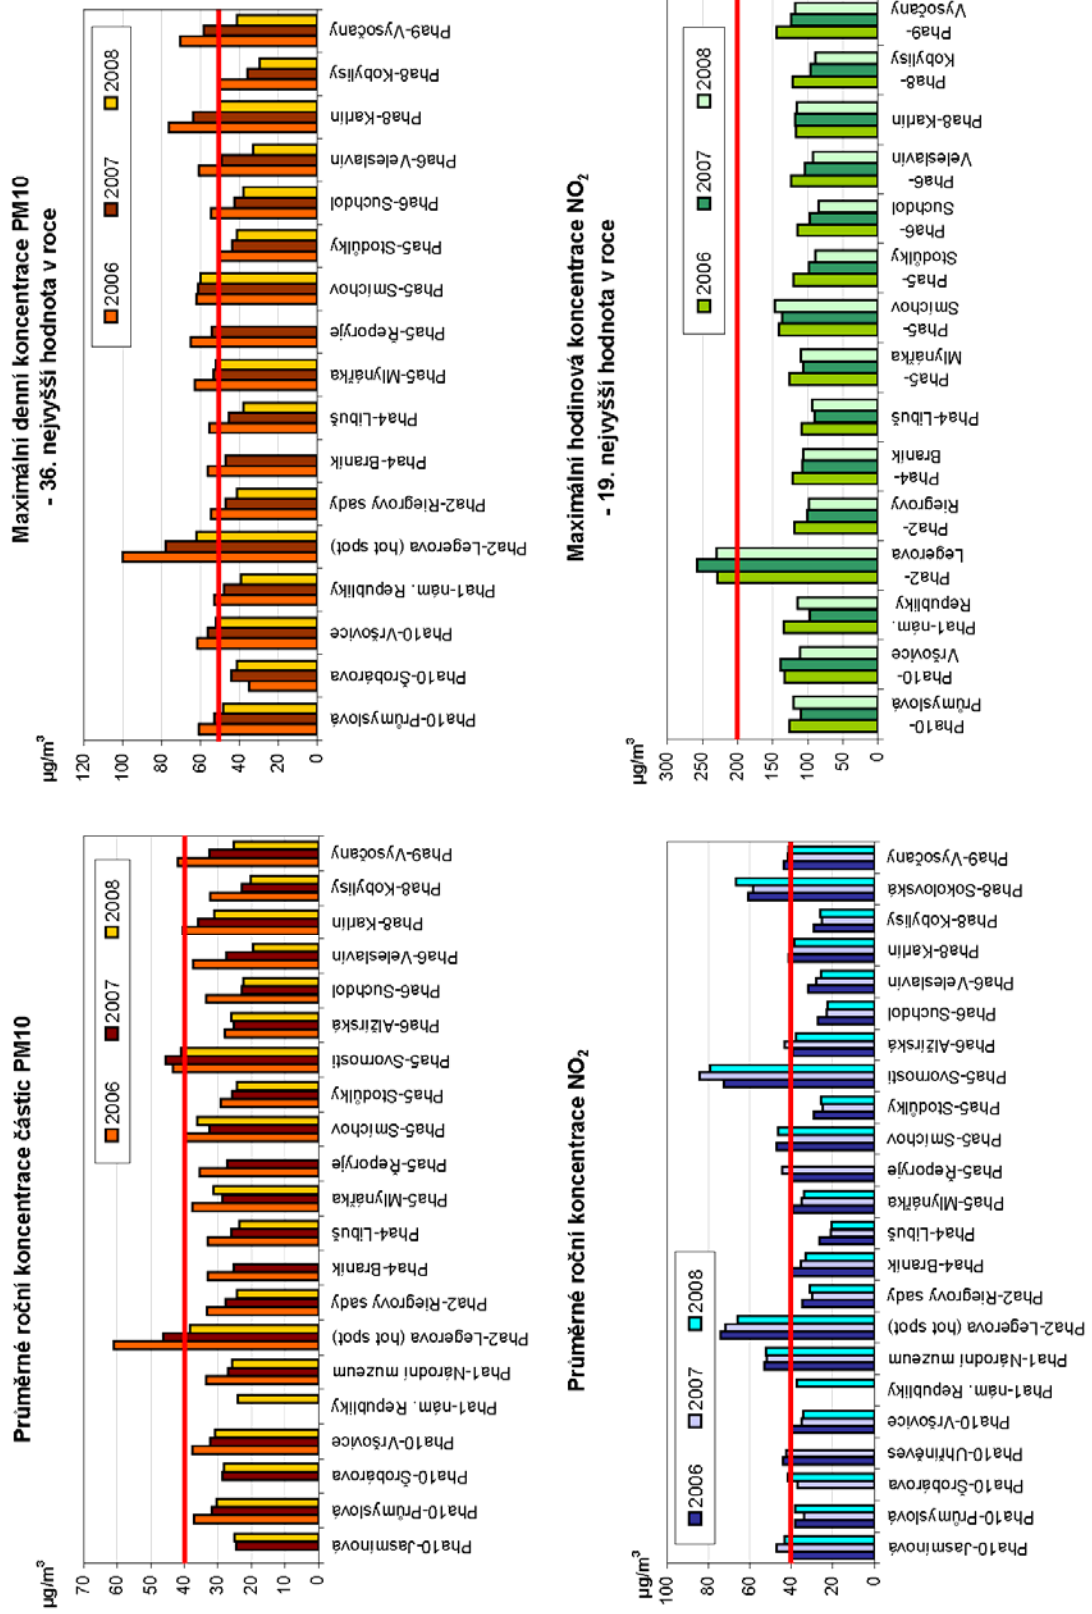 Průměrné roční koncentrace částic PM10
µg/m³
2006
2007
2008
70
60
50
40
30
20
10
0
Pha10-Jasmínová
Pha10-Průmyslová
Pha10-Šrobárova
Pha10-Vršovice
Pha1-nám. Republiky
Pha1-Národní muzeum
Pha2-Legerova (hot spot)
Pha2-Riegrovy sady
Pha4-Braník
Pha4-Libuš
Pha5-Mlynářka
Pha5-Řeporyje
Pha5-Smíchov
Pha5-Stodůlky
Pha5-Svornosti
Pha6-Alžírská
Pha6-Suchdol
Pha6-Veleslavín
Pha8-Karlín
Pha8-Kobylisy
Pha9-Vysočany
Maximální denní koncentrace PM10
- 36. nejvyšší hodnota v roce
µg/m³
2006
2007
2008
120
100
80
60
40
20
0
Pha10-Průmyslová
Pha10-Šrobárova
Pha10-Vršovice
Pha1-nám. Republiky
Pha2-Legerova (hot spot)
Pha2-Riegrovy sady
Pha4-Braník
Pha4-Libuš
Pha5-Mlynářka
Pha5-Řeporyje
Pha5-Smíchov
Pha5-Stodůlky
Pha6-Suchdol
Pha6-Veleslavín
Pha8-Karlín
Pha8-Kobylisy
Pha9-Vysočany
Průměrné roční koncentrace NO₂
µg/m³
2006
2007
2008
100
80
60
40
20
0
Pha10-Jasmínová
Pha10-Průmyslová
Pha10-Šrobárova
Pha10-Uhříněves
Pha10-Vršovice
Pha1-nám. Republiky
Pha1-Národní muzeum
Pha2-Legerova (hot spot)
Pha2-Riegrovy sady
Pha4-Braník
Pha4-Libuš
Pha5-Mlynářka
Pha5-Řeporyje
Pha5-Smíchov
Pha5-Stodůlky
Pha5-Svornosti
Pha6-Alžírská
Pha6-Suchdol
Pha6-Veleslavín
Pha8-Karlín
Pha8-Kobylisy
Pha8-Sokolovská
Pha9-Vysočany
Maximální hodinová koncentrace NO₂
- 19. nejvyšší hodnota v roce
µg/m³
2006
2007
2008
300
250
200
150
100
50
0
Pha10-
Průmyslová
Pha10-
Vršovice
Pha1-nám.
Republiky
Pha2-
Legerova
Pha2-
Riegrovy
Pha4-
Braník
Pha4-Libuš
Pha5-
Mlynářka
Pha5-
Smíchov
Pha5-
Stodůlky
Pha6-
Suchdol
Pha6-
Veleslavín
Pha8-Karlín
Pha8-
Kobylisy
Pha9-
Vysočany